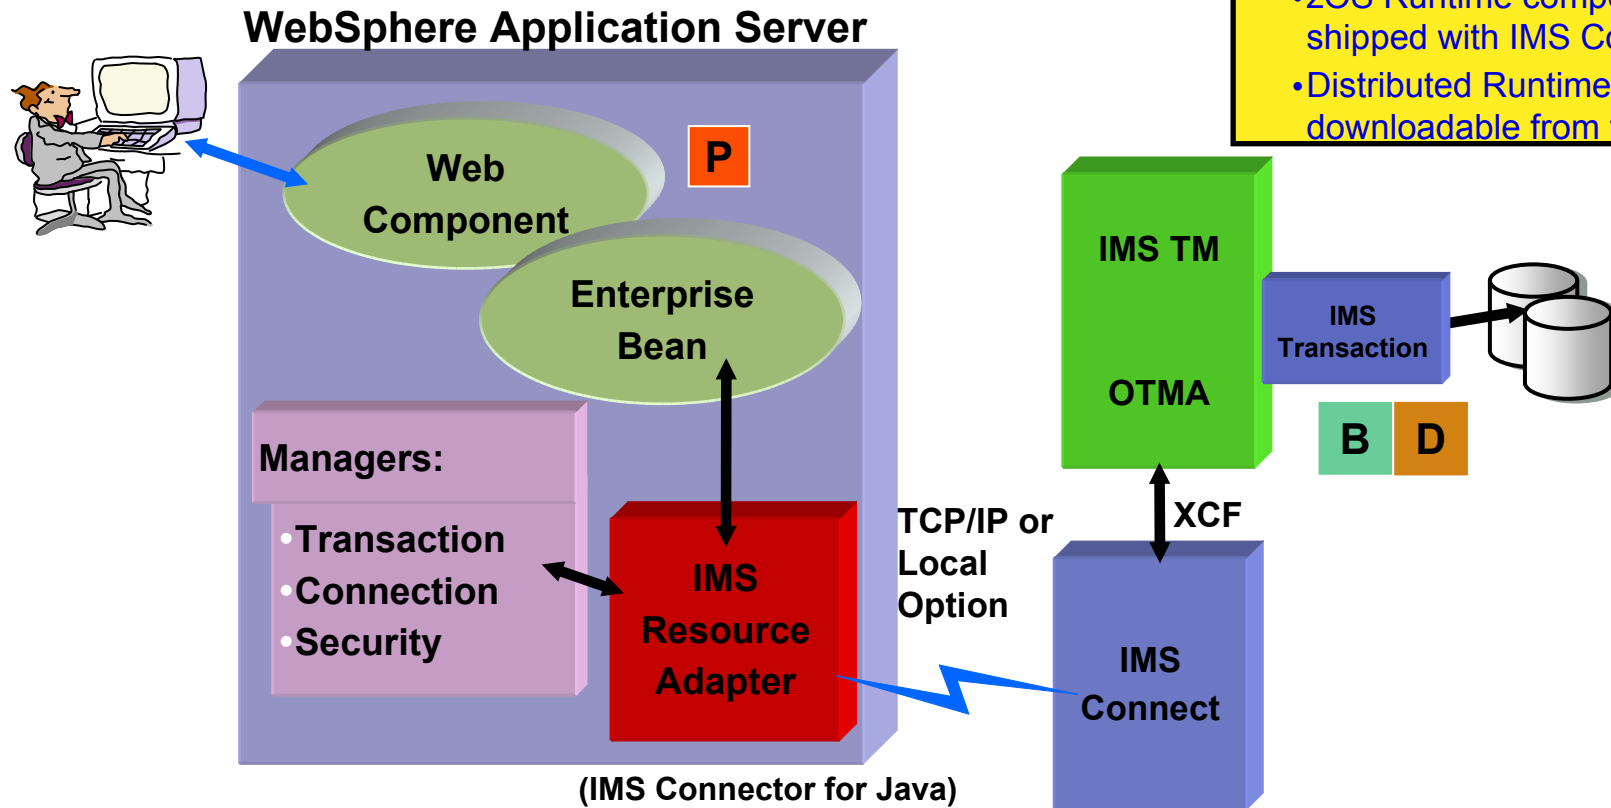 WebSphere Application Server
shipped with IMS
•Distributed Runtime
downloadable from
Web
Component
P
Enterprise
Bean
Managers:
•Transaction
•Connection
•Security
IMS
Resource
Adapter
(IMS Connector for Java)
TCP/IP or
Local
Option
IMS TM
OTMA
IMS
Transaction
B D
XCF
IMS
Connect